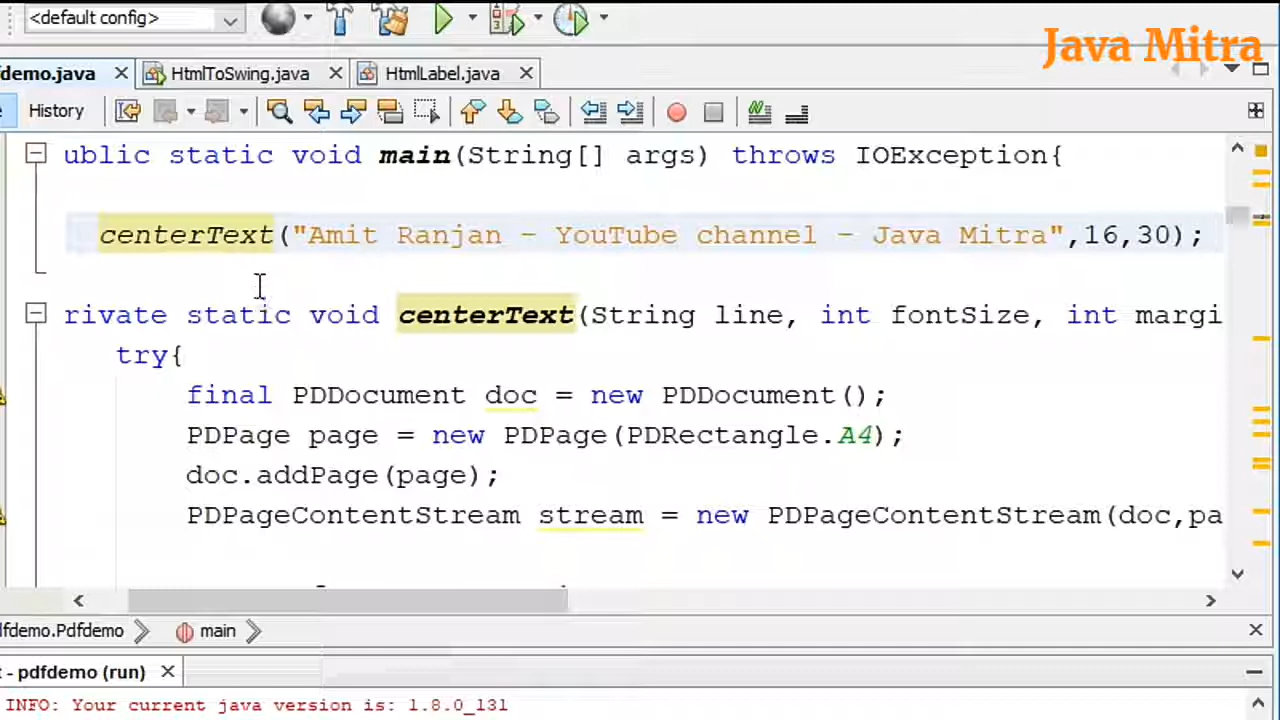 <default config>
Java Mitra
demo.java
HtmlToSwing.java
HtmlLabel.java
History
ublic static void main(String[] args) throws IOException{
centerText("Amit Ranjan - YouTube channel - Java Mitra",16,30);
rivate static void centerText(String line, int fontSize, int margi
try{
final PDDocument doc = new PDDocument();
PDPage page = new PDPage(PDRectangle.A4);
doc.addPage(page);
PDPageContentStream stream = new PDPageContentStream(doc,pa
fdemo.Pdfdemo
main
- pdfdemo (run)
INFO: Your current java version is: 1.8.0_131